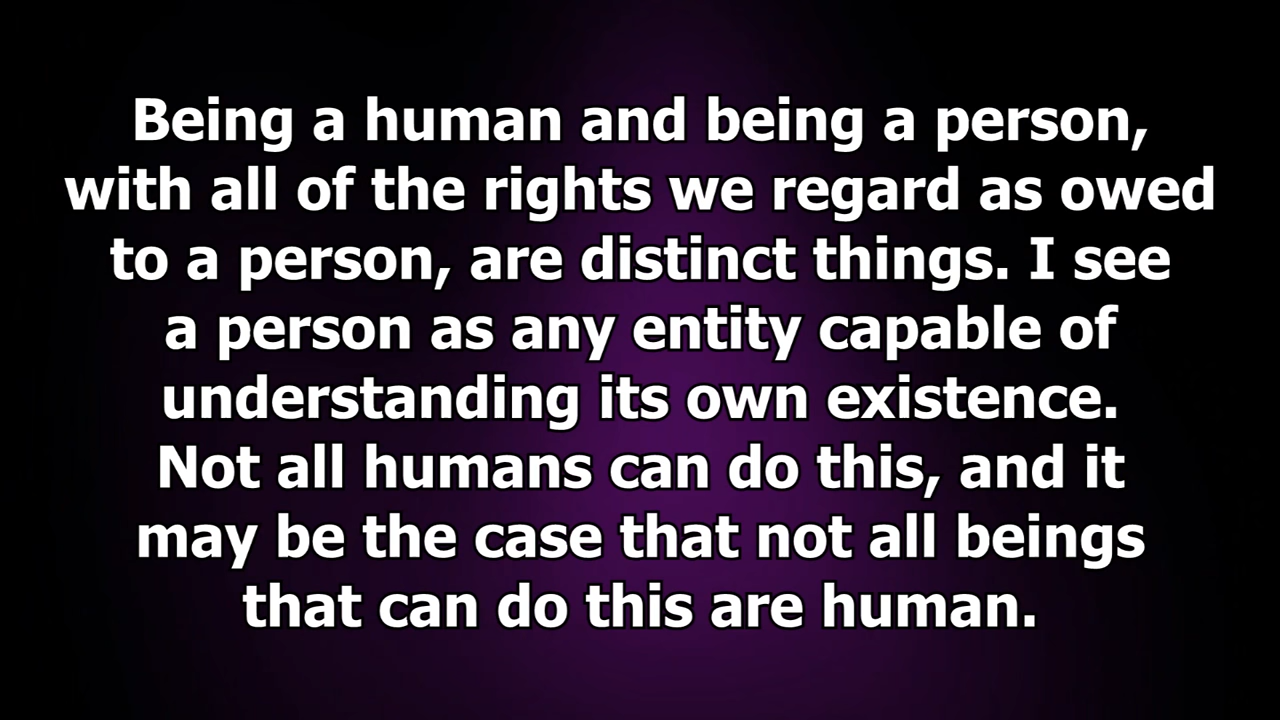 Being a human and being a person,
with all of the rights we regard as owed
to a person, are distinct things. I see
a person as any entity capable of
understanding its own existence.
Not all humans can do this, and it
may be the case that not all beings
that can do this are human.